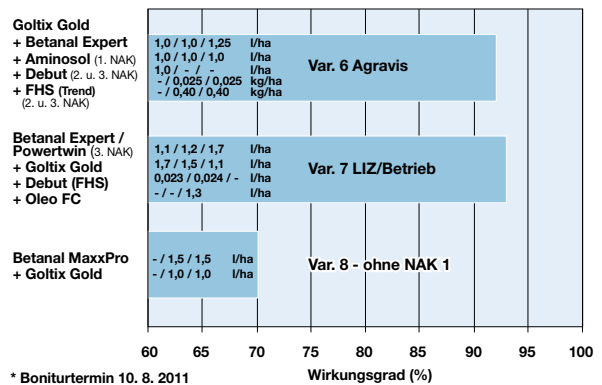 Goltix Gold
+ Betanal Expert
+ Aminosol (1. NAK)
+ Debut (2. u. 3. NAK)
+ FHS (Trend)
(2. u. 3. NAK)
1,0 / 1,0 / 1,25 l/ha
1,0 / 1,0 / 1,0 l/ha
1,0 / - / - l/ha
- / 0,025 / 0,025 kg/ha
- / 0,40 / 0,40 kg/ha
Var. 6 Agravis
Betanal Expert /
Powertwin (3. NAK)
+ Goltix Gold
+ Debut (FHS)
+ Oleo FC
1,1 / 1,2 / 1,7 l/ha
1,7 / 1,5 / 1,1 l/ha
0,023 / 0,024 / - l/ha
- / - / 1,3 l/ha
Var. 7 LIZ/Betrieb
Betanal MaxxPro
+ Goltix Gold
- / 1,5 / 1,5 l/ha
- / 1,0 / 1,0 l/ha
Var. 8 - ohne NAK 1
60 65 70 75 80 85 90 95 100
Wirkungsgrad (%)
* Boniturtermin 10. 8. 2011